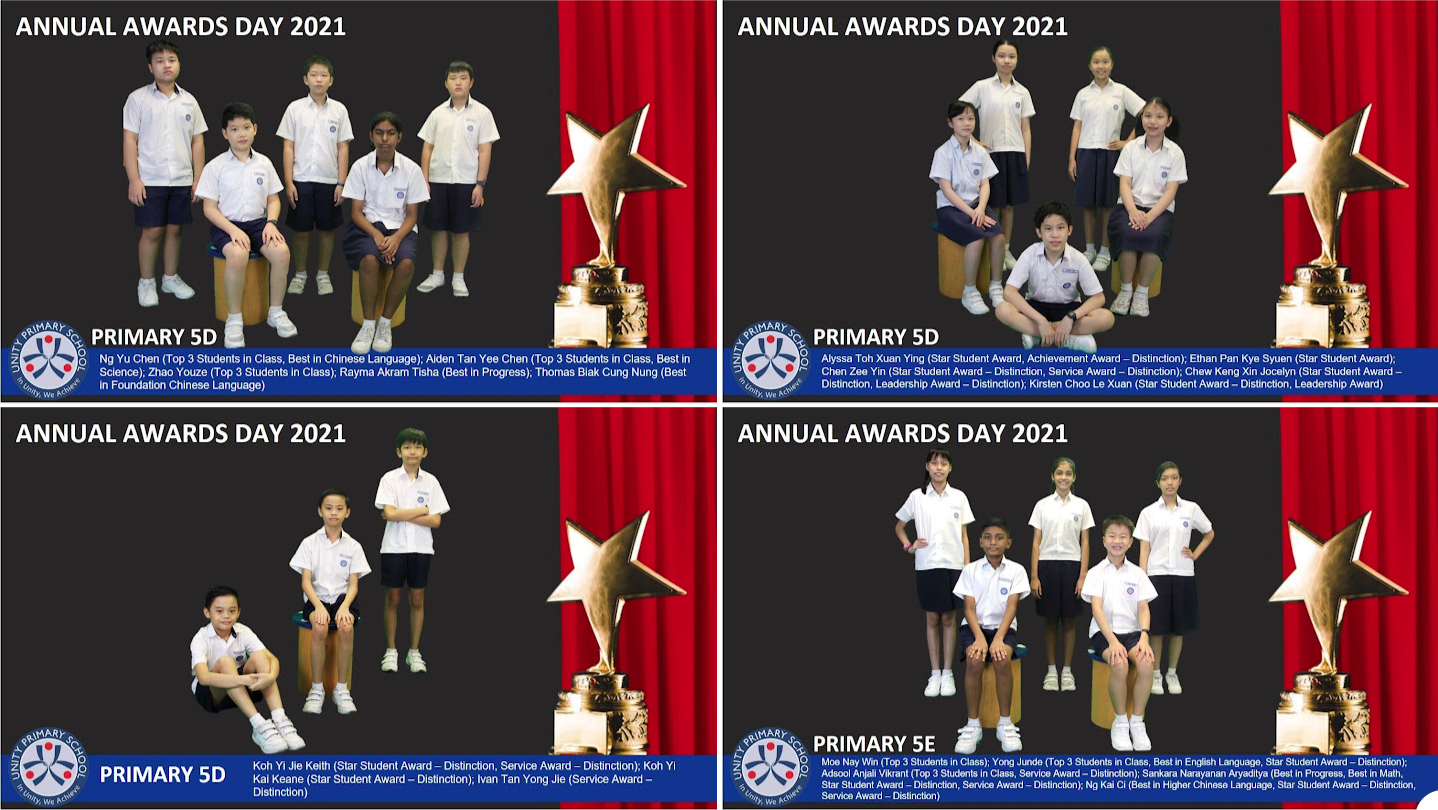 ANNUAL AWARDS DAY 2021
PRIMARY 5D
UNITY PRIMARY SCHOOL
In Unity, We Achieve
Ng Yu Chen (Top 3 Students in Class, Best in Chinese Language); Aiden Tan Yee Chen (Top 3 Students in Class, Best in
Science); Zhao Youze (Top 3 Students in Class); Rayma Akram Tisha (Best in Progress); Thomas Biak Cung Nung (Best
in Foundation Chinese Language)
ANNUAL AWARDS DAY 2021
PRIMARY 5D
UNITY PRIMARY SCHOOL
In Unity, We Achieve
Alyssa Toh Xuan Ying (Star Student Award, Achievement Award – Distinction); Ethan Pan Kye Syuen (Star Student Award);
Chen Zee Yin (Star Student Award – Distinction, Service Award – Distinction); Chew Keng Xin Jocelyn (Star Student Award –
Distinction, Leadership Award – Distinction); Kirsten Choo Le Xuan (Star Student Award – Distinction, Leadership Award)
ANNUAL AWARDS DAY 2021
UNITY PRIMARY SCHOOL
In Unity, We Achieve
PRIMARY 5D
Koh Yi Jie Keith (Star Student Award – Distinction, Service Award – Distinction); Koh Yi
Kai Keane (Star Student Award – Distinction); Ivan Tan Yong Jie (Service Award –
Distinction)
ANNUAL AWARDS DAY 2021
PRIMARY 5E
UNITY PRIMARY SCHOOL
In Unity, We Achieve
Moe Nay Win (Top 3 Students in Class); Yong Junde (Top 3 Students in Class, Best in English Language, Star Student Award – Distinction);
Adsool Anjali Vikrant (Top 3 Students in Class, Service Award – Distinction); Sankara Narayanan Aryaditya (Best in Progress, Best in Math,
Star Student Award – Distinction, Service Award – Distinction); Ng Kai Ci (Best in Higher Chinese Language, Star Student Award – Distinction,
Service Award – Distinction)